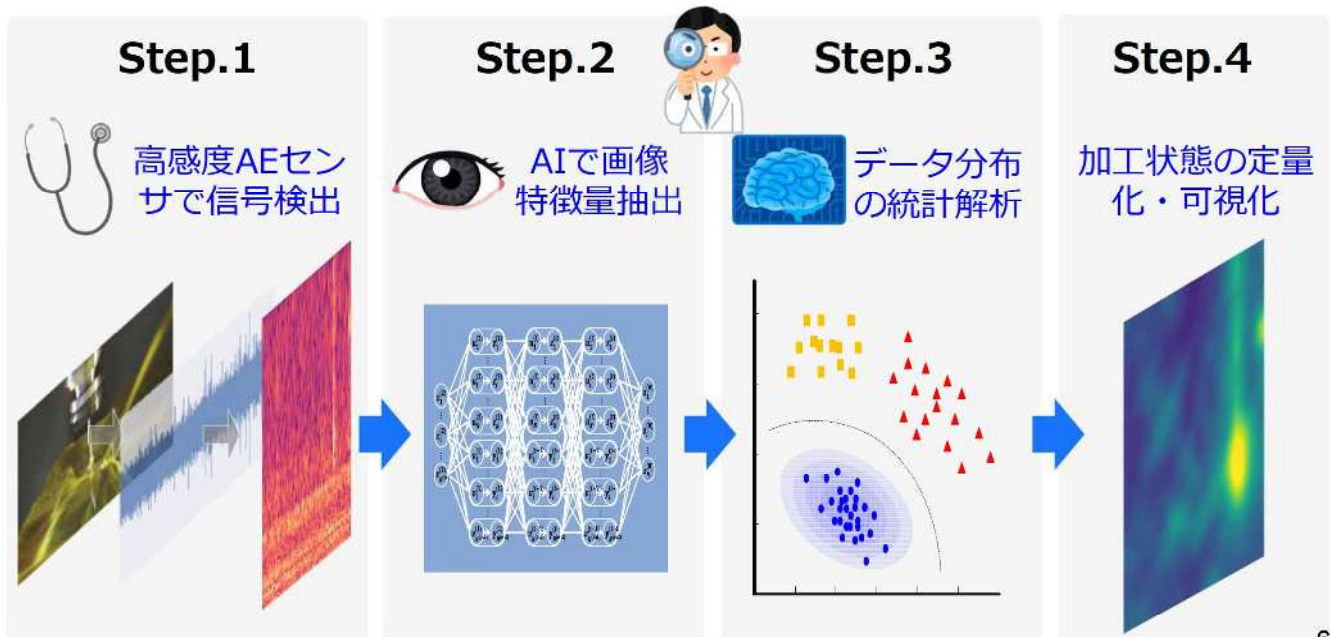 Step.1
高感度AEセン
サで信号検出
Step.2
AIで画像
特徴量抽出
Step.3
データ分布
の統計解析
Step.4
加工状態の定量
化・可視化